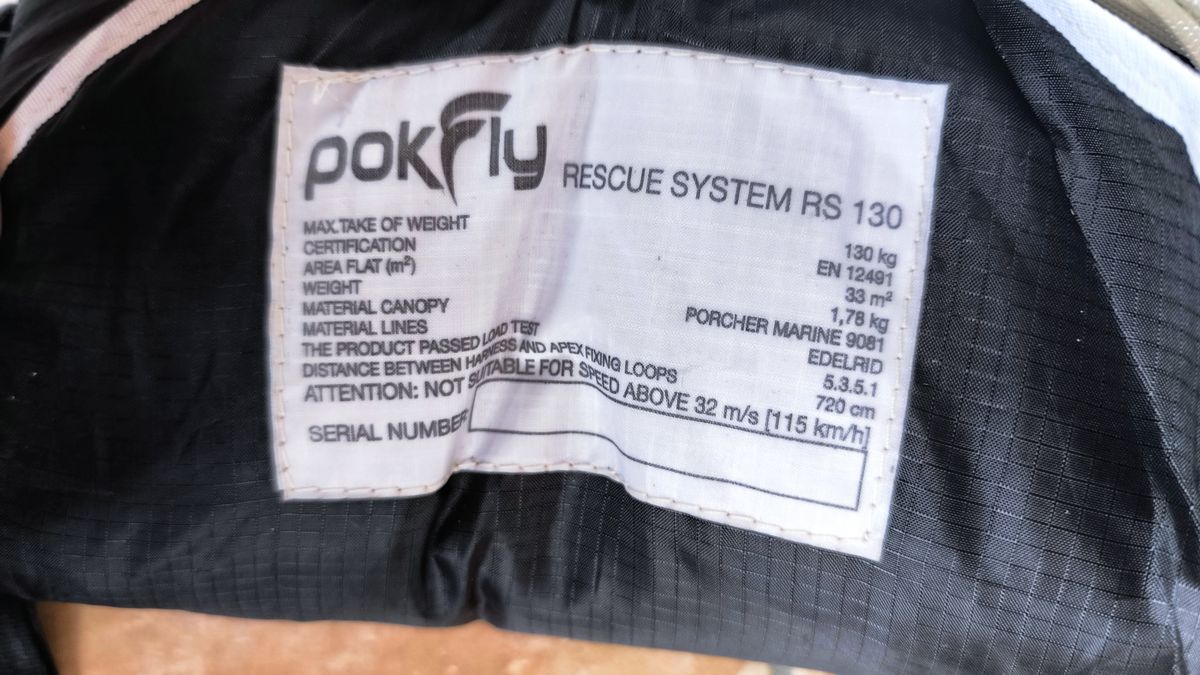 pokFly RESCUE SYSTEM RS 130
MAX.TAKE OF WEIGHT 130 kg
CERTIFICATION EN 12491
AREA FLAT (m²) 33 m²
WEIGHT 1,78 kg
MATERIAL CANOPY PORCHER MARINE 9081
MATERIAL LINES EDELRID
THE PRODUCT PASSED LOAD TEST 5.3.5.1
DISTANCE BETWEEN HARNESS AND APEX FIXING LOOPS 720 cm
ATTENTION: NOT SUITABLE FOR SPEED ABOVE 32 m/s [115 km/h]
SERIAL NUMBER